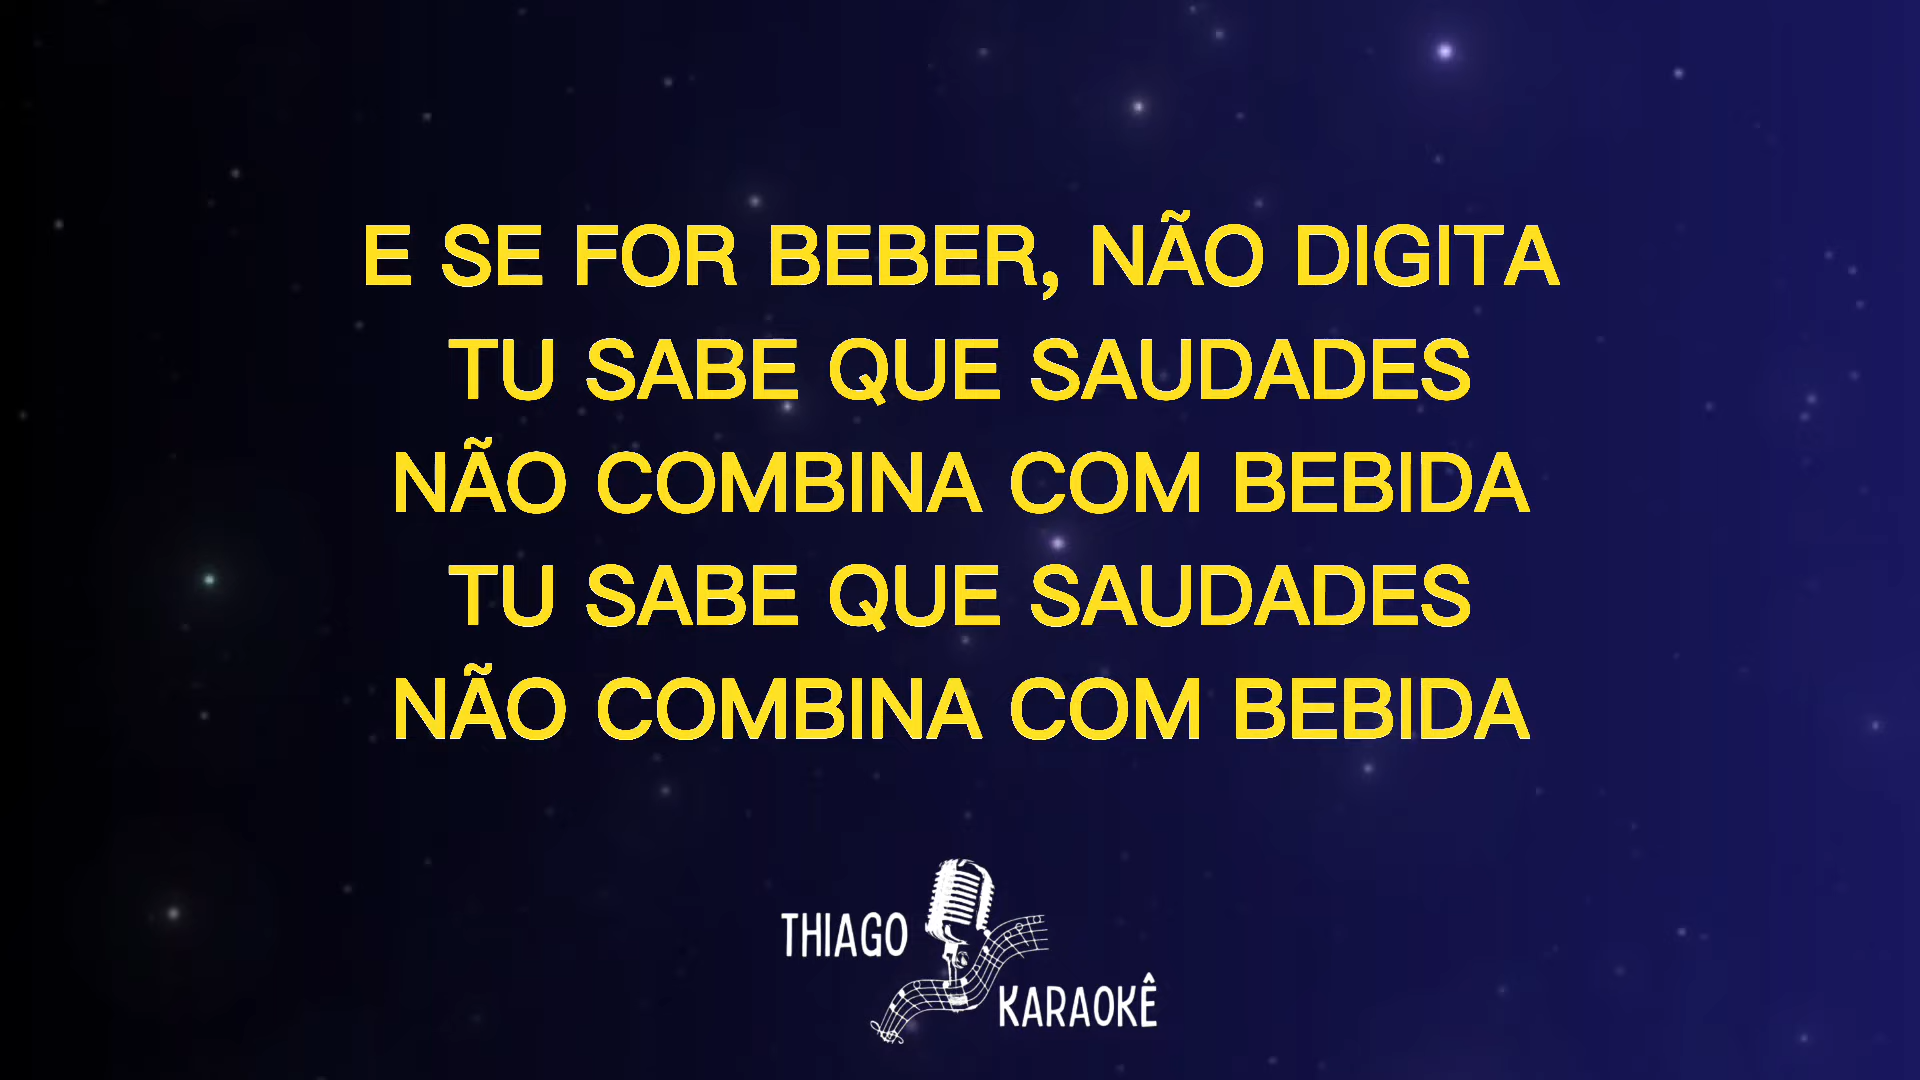 E SE FOR BEBER, NÃO DIGITA
TU SABE QUE SAUDADES
NÃO COMBINA COM BEBIDA
TU SABE QUE SAUDADES
NÃO COMBINA COM BEBIDA
THIAGO
KARAOKÊ